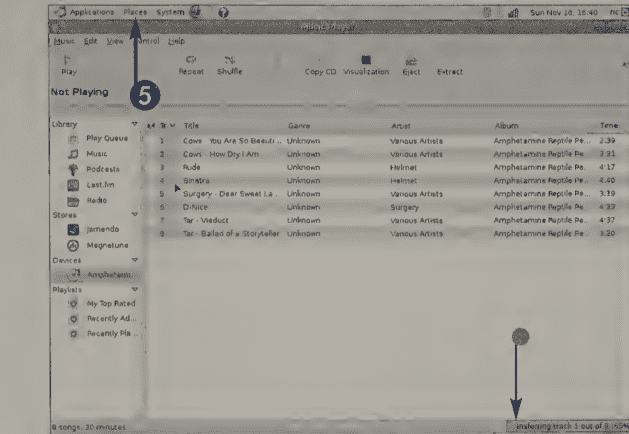 Applications Places System
Sun Nov 16, 16:40
Music Player
Music Edit View Control Help
Play Repeat Shuffle Copy CD Visualization Eject Extract
Not Playing
5
Library
Play Queue
Music
Podcasts
Last.fm
Radio
Stores
Jamendo
Magnatune
Devices
Playlists
My Top Rated
Recently Ad...
Recently Pla...
Title Genre Artist Album Time
1 Cows - You Are So Beauti... Unknown Various Artists Amphetamine Reptile Pe... 2:39
2 Cows - How Dry I Am Unknown Various Artists Amphetamine Reptile Pe...
3 Rude Unknown Helmet Amphetamine Reptile Pe... 4:17
4 Sinatra Unknown Helmet Amphetamine Reptile Pe... 4:40
5 Surgery - Dear Sweet La... Unknown Various Artists Amphetamine Reptile Pe... 3:19
6 D-Nice Unknown Surgery Amphetamine Reptile Pe... 4:33
7 Tar - Viaduct Unknown Various Artists Amphetamine Reptile Pe... 4:37
8 Tar - Ballad of a Storyteller Unknown Various Artists Amphetamine Reptile Pe... 3:20
8 songs, 30 minutes
track 1 out of 8